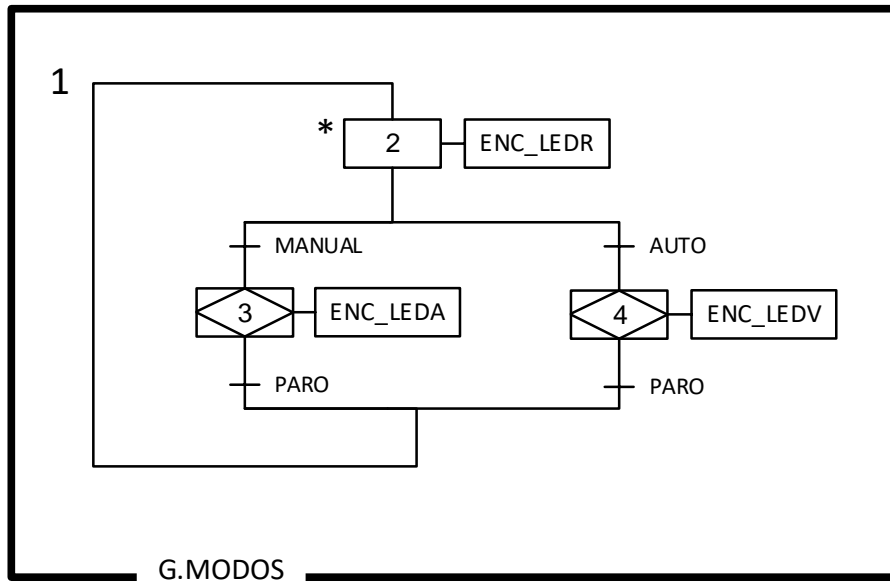 1
* 2 ENC_LEDR
MANUAL AUTO
3 ENC_LEDA 4 ENC_LEDV
PARO PARO
G.MODOS